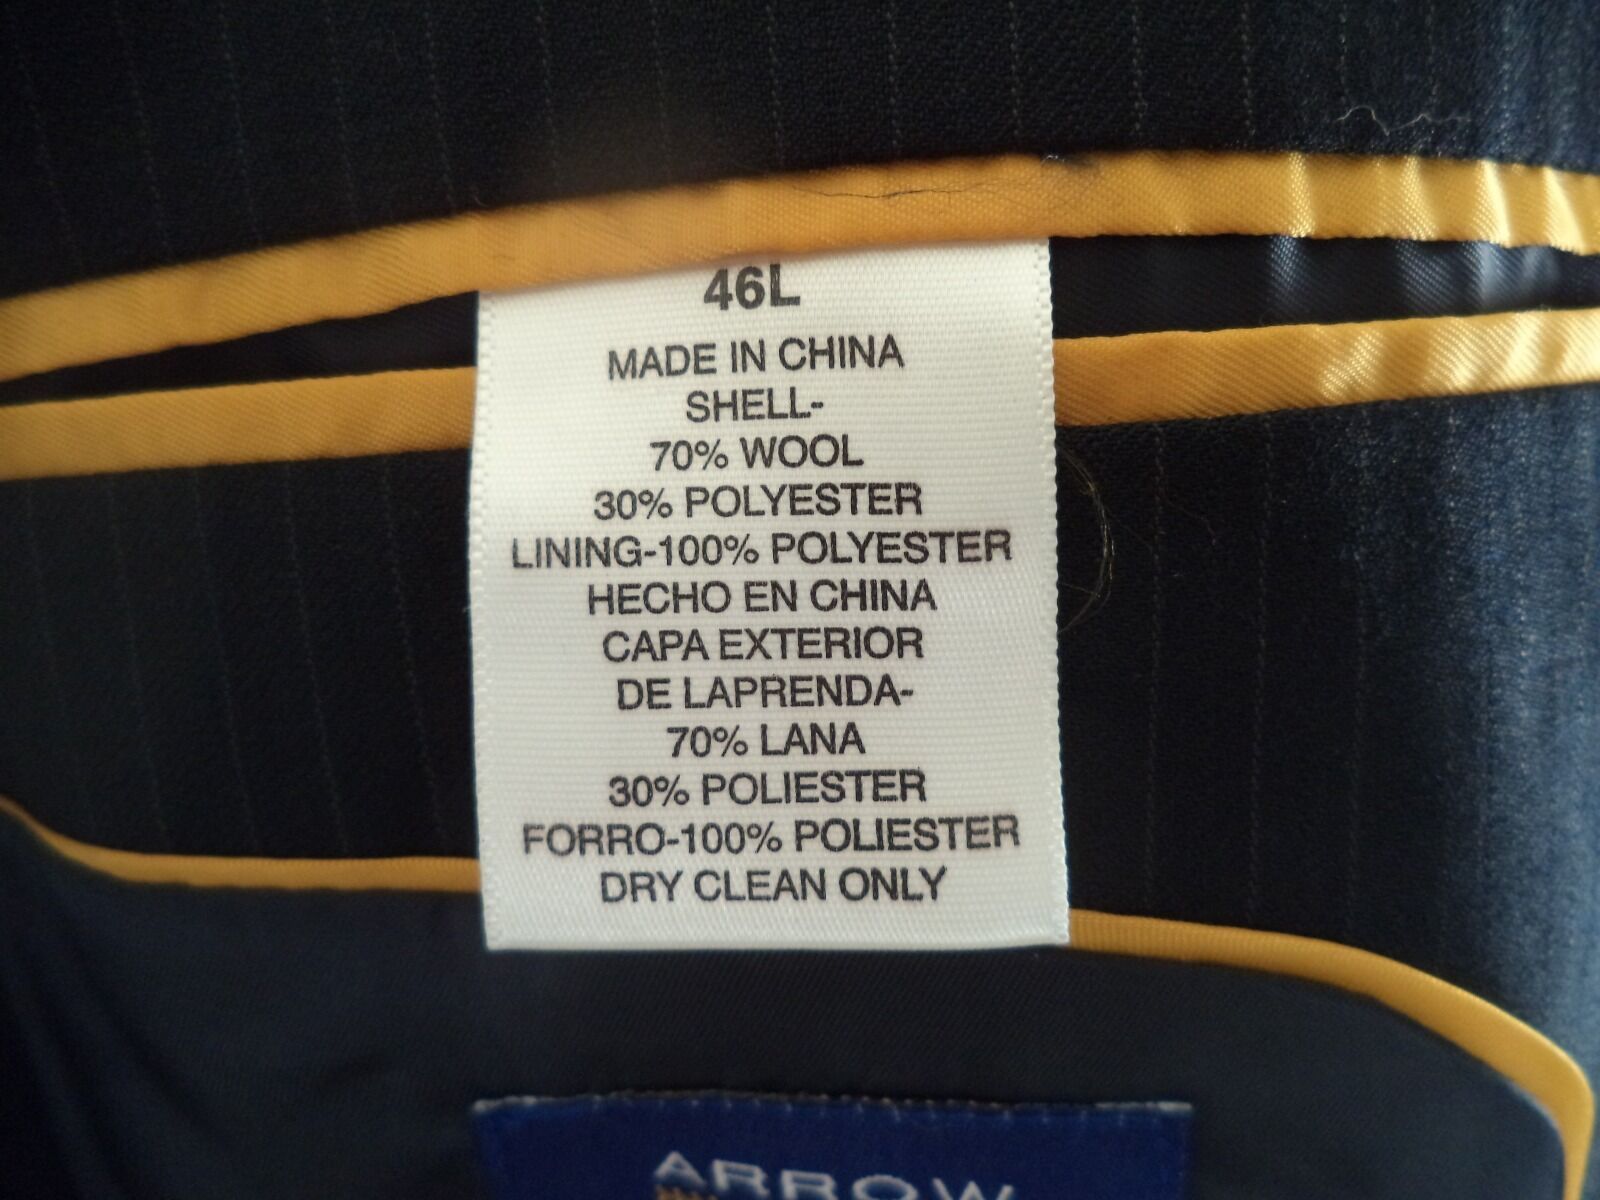 46L
MADE IN CHINA
SHELL-
70% WOOL
30% POLYESTER
LINING-100% POLYESTER
HECHO EN CHINA
CAPA EXTERIOR
DE LAPRENDA-
70% LANA
30% POLIESTER
FORRO-100% POLIESTER
DRY CLEAN ONLY
ARROW